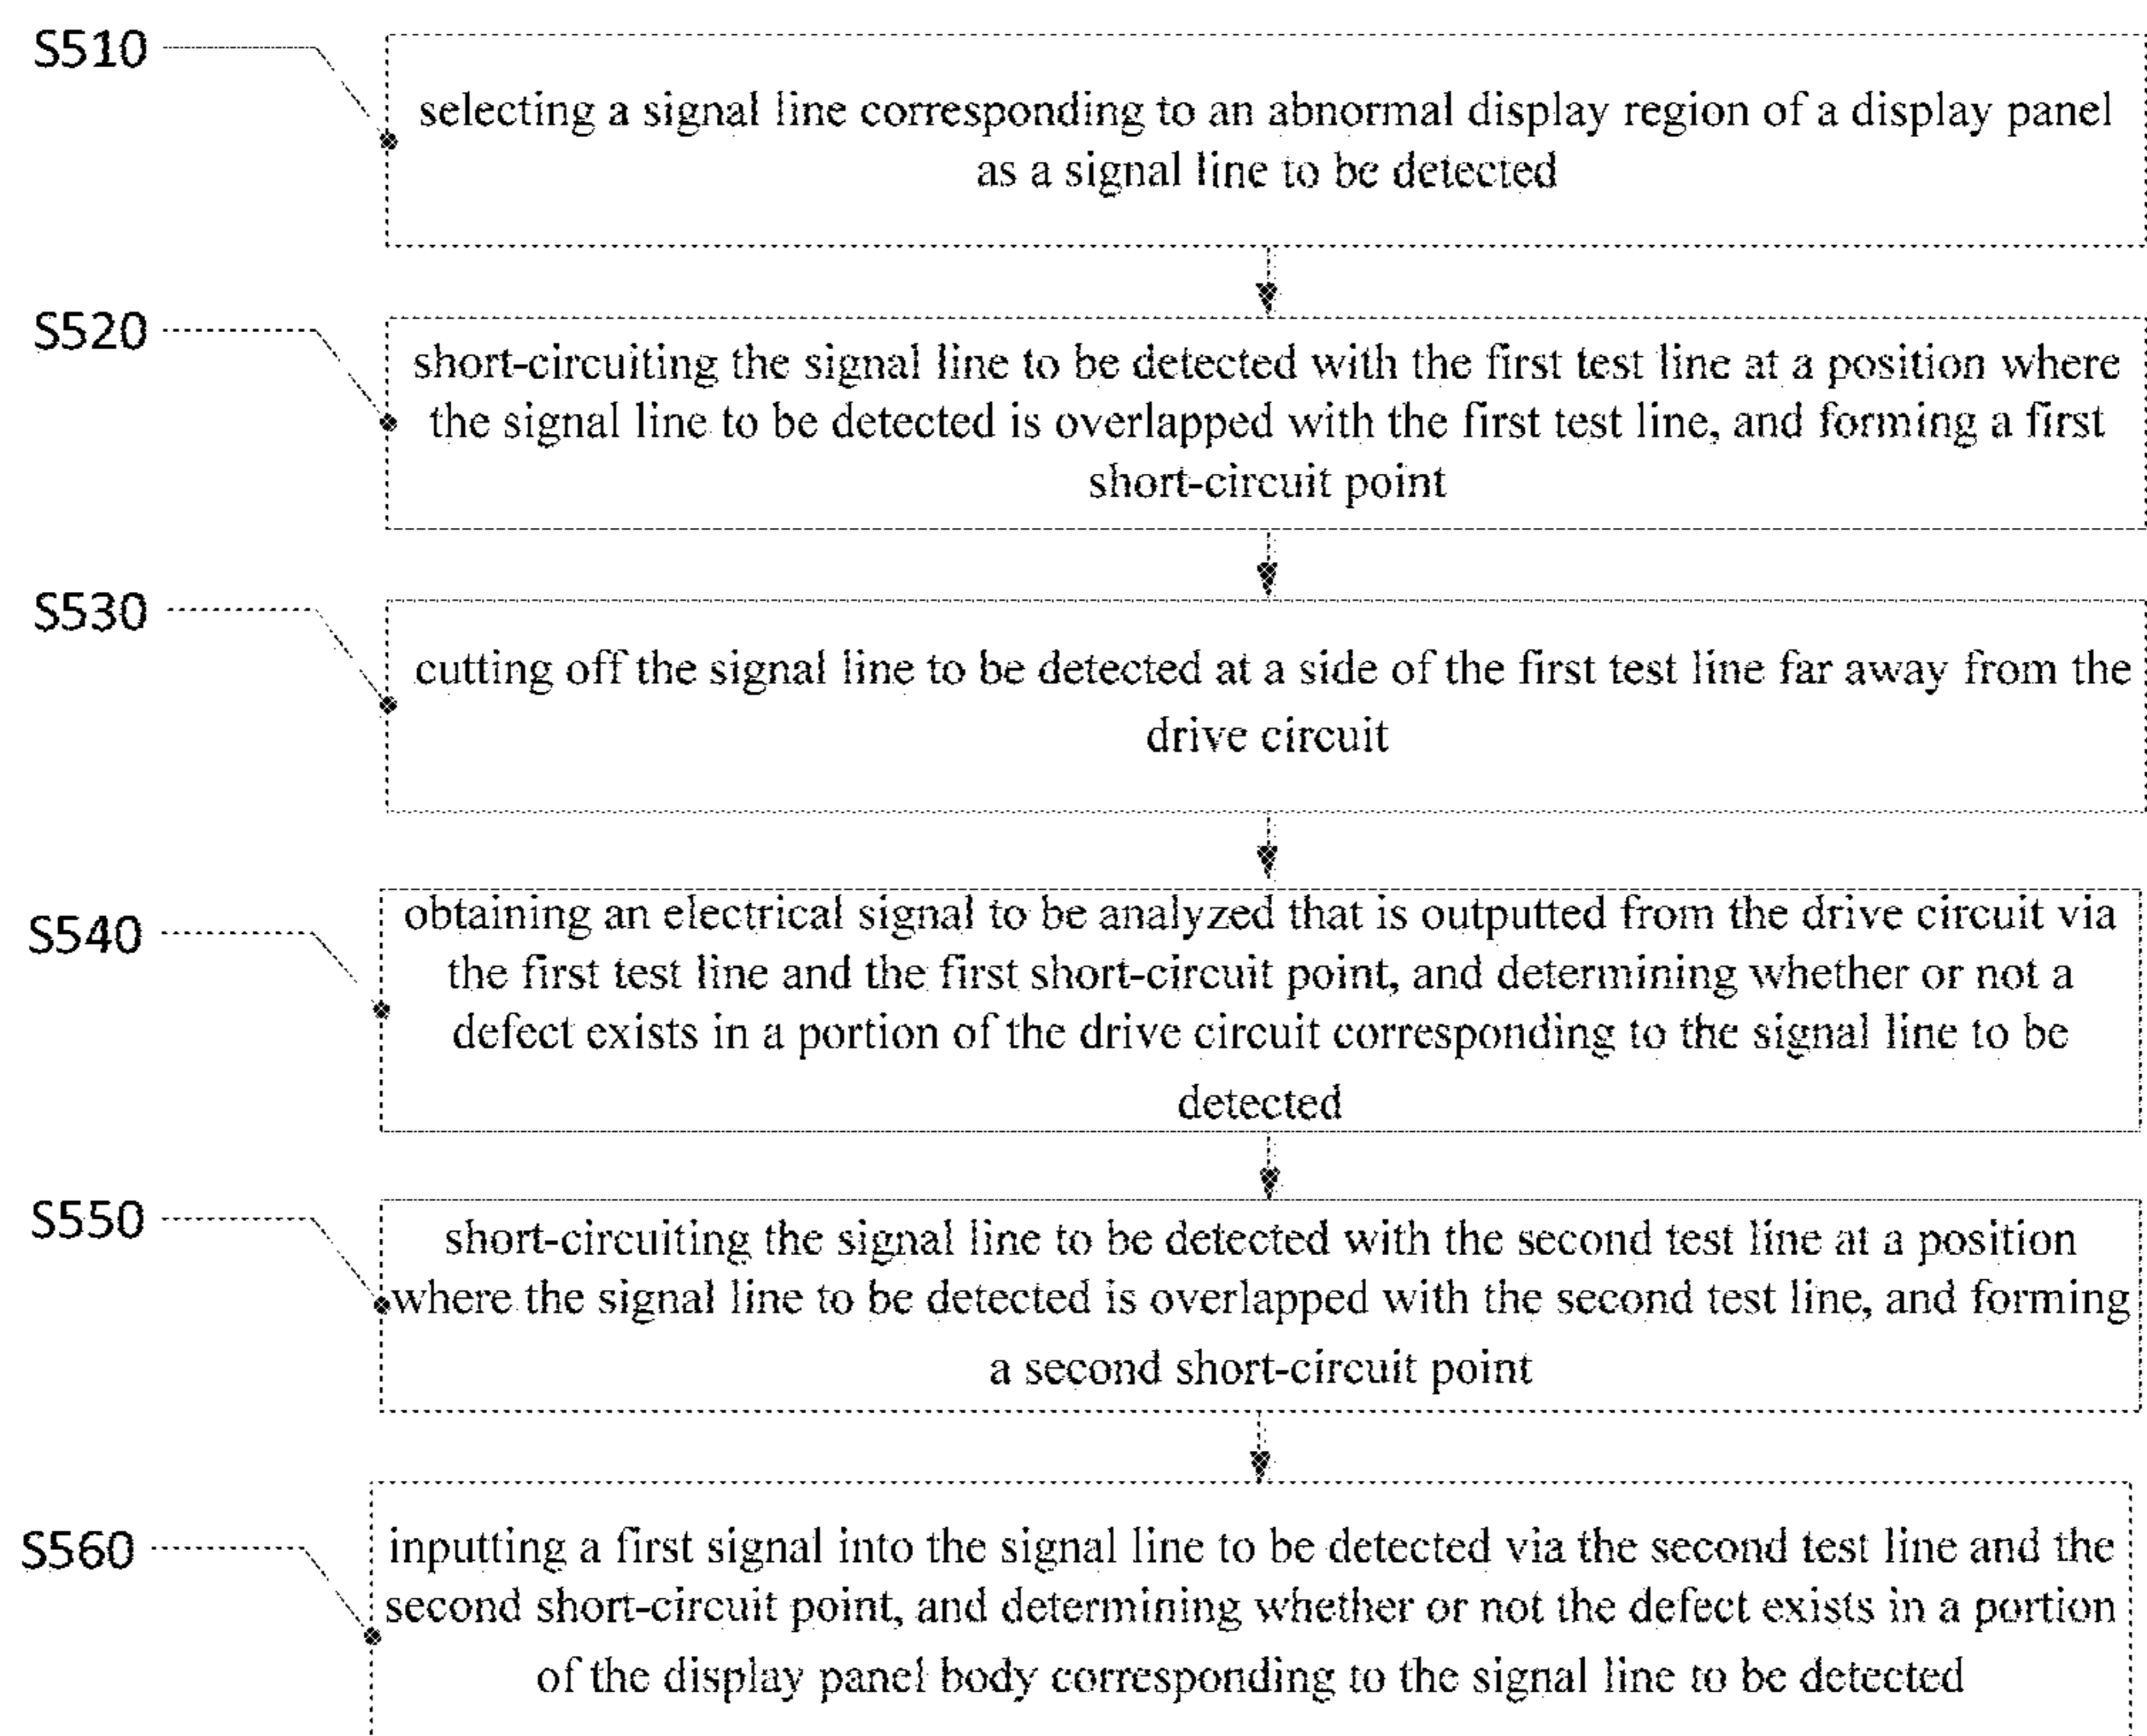 S510
selecting a signal line corresponding to an abnormal display region of a display panel
as a signal line to be detected
S520
short-circuiting the signal line to be detected with the first test line at a position where
the signal line to be detected is overlapped with the first test line, and forming a first
short-circuit point
S530
cutting off the signal line to be detected at a side of the first test line far away from the
drive circuit
S540
obtaining an electrical signal to be analyzed that is outputted from the drive circuit via
the first test line and the first short-circuit point, and determining whether or not a
defect exists in a portion of the drive circuit corresponding to the signal line to be
detected
S550
short-circuiting the signal line to be detected with the second test line at a position
where the signal line to be detected is overlapped with the second test line, and forming
a second short-circuit point
S560
inputting a first signal into the signal line to be detected via the second test line and the
second short-circuit point, and determining whether or not the defect exists in a portion
of the display panel body corresponding to the signal line to be detected